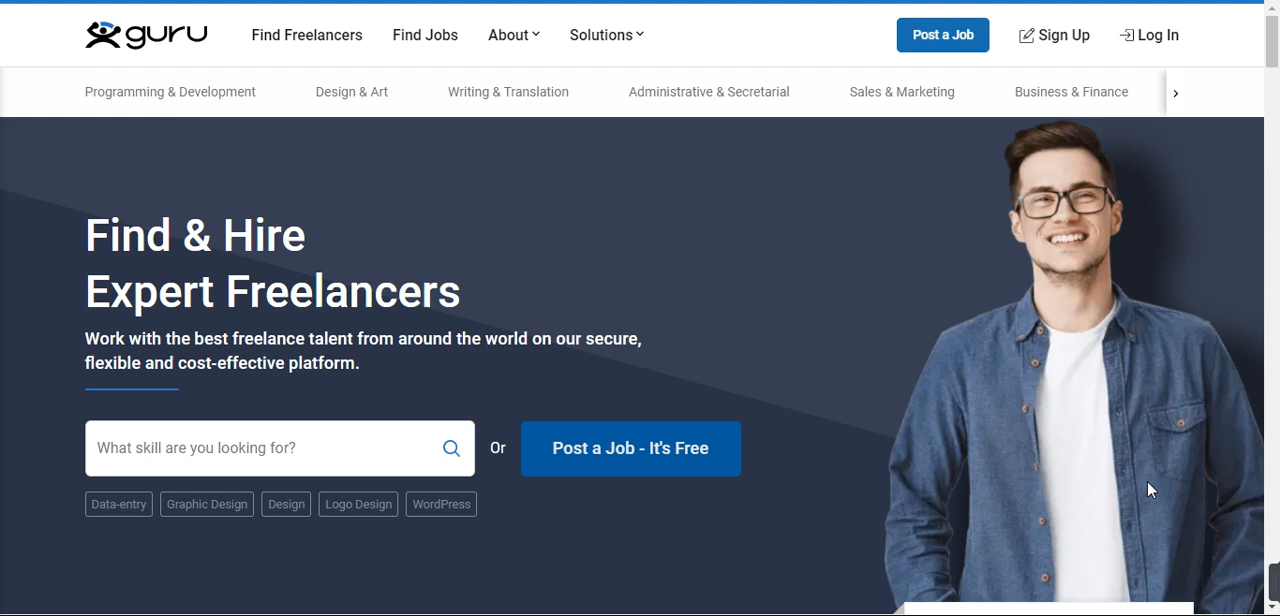 guru
Find Freelancers
Find Jobs
About
Solutions
Post a Job
Sign Up
Log In
Programming & Development
Design & Art
Writing & Translation
Administrative & Secretarial
Sales & Marketing
Business & Finance
Find & Hire
Expert Freelancers
Work with the best freelance talent from around the world on our secure,
flexible and cost-effective platform.
What skill are you looking for?
Or
Post a Job - It's Free
Data-entry
Graphic Design
Design
Logo Design
WordPress